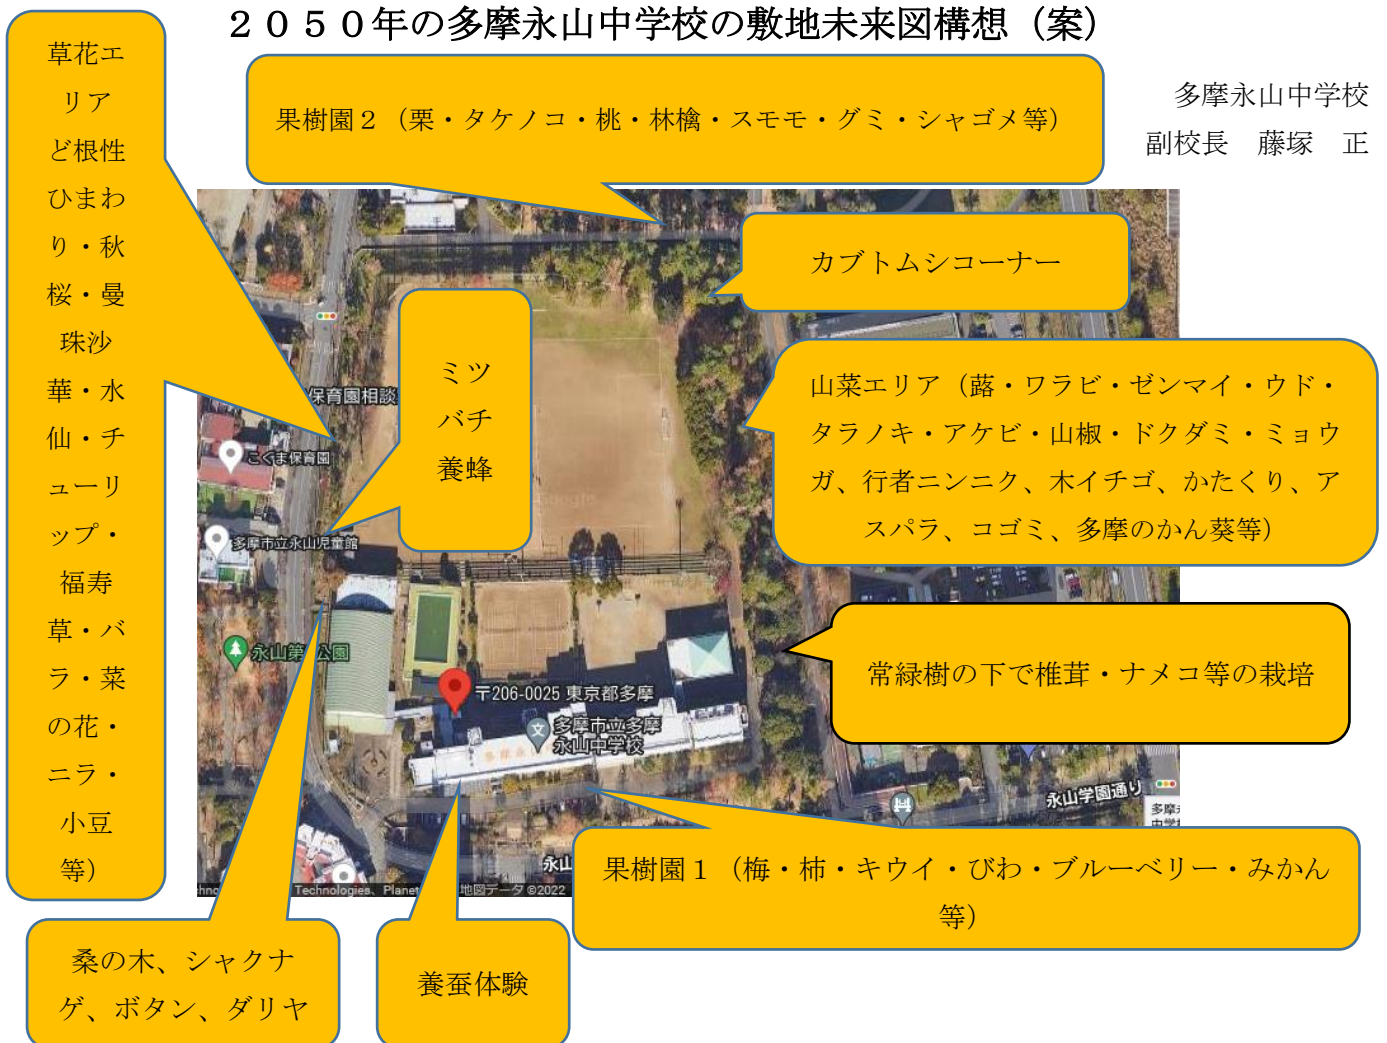 ２０５０年の多摩永山中学校の敷地未来図構想（案）
多摩永山中学校
副校長　藤塚　正
草花エ
リア
ど根性
ひまわ
り・秋
桜・曼
珠沙
華・水
仙・チ
ューリ
ップ・
福寿
草・バ
ラ・菜
の花・
ニラ・
小豆
等）
果樹園２（栗・タケノコ・桃・林檎・スモモ・グミ・シャゴメ等）
カブトムシコーナー
ミツ
バチ
養蜂
山菜エリア（蕗・ワラビ・ゼンマイ・ウド・
タラノキ・アケビ・山椒・ドクダミ・ミョウ
ガ、行者ニンニク、木イチゴ、かたくり、ア
スパラ、コゴミ、多摩のかん葵等）
常緑樹の下で椎茸・ナメコ等の栽培
果樹園１（梅・柿・キウイ・びわ・ブルーベリー・みかん
等）
桑の木、シャクナ
ゲ、ボタン、ダリヤ
養蚕体験
保育園相談
こぐま保育園
多摩市立永山児童館
Google
永山第
公園
〒206-0025 東京都多摩
多摩市立多摩
永山中学校
永山学園通り
永山
Technologies、Planet
地図データ ©2022